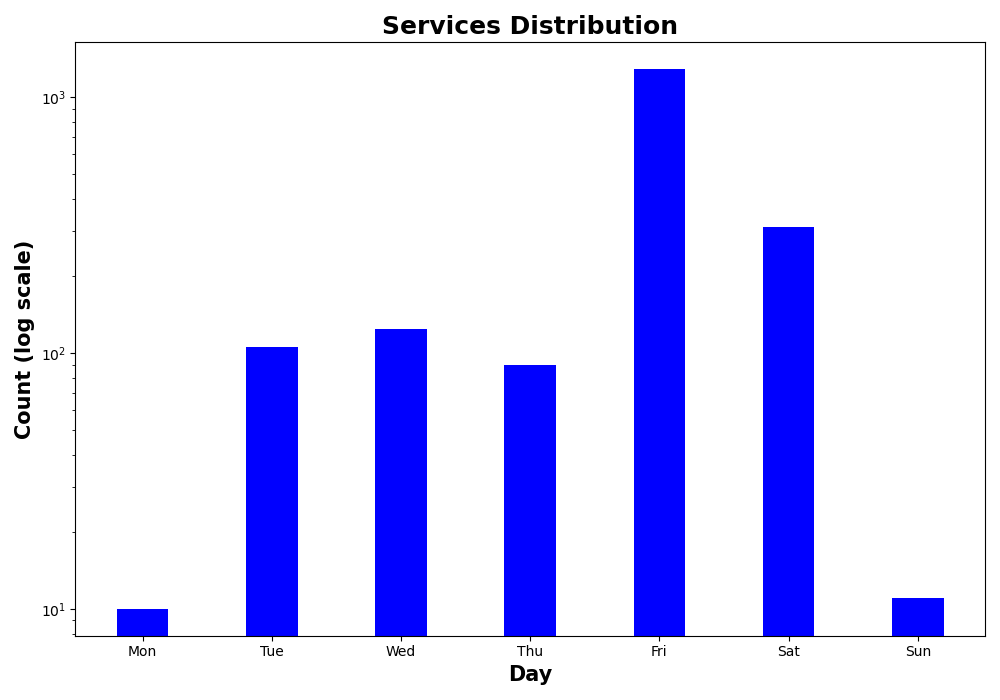 Services Distribution
Count (log scale)
10³
10²
10¹
Mon Tue Wed Thu Fri Sat Sun
Day